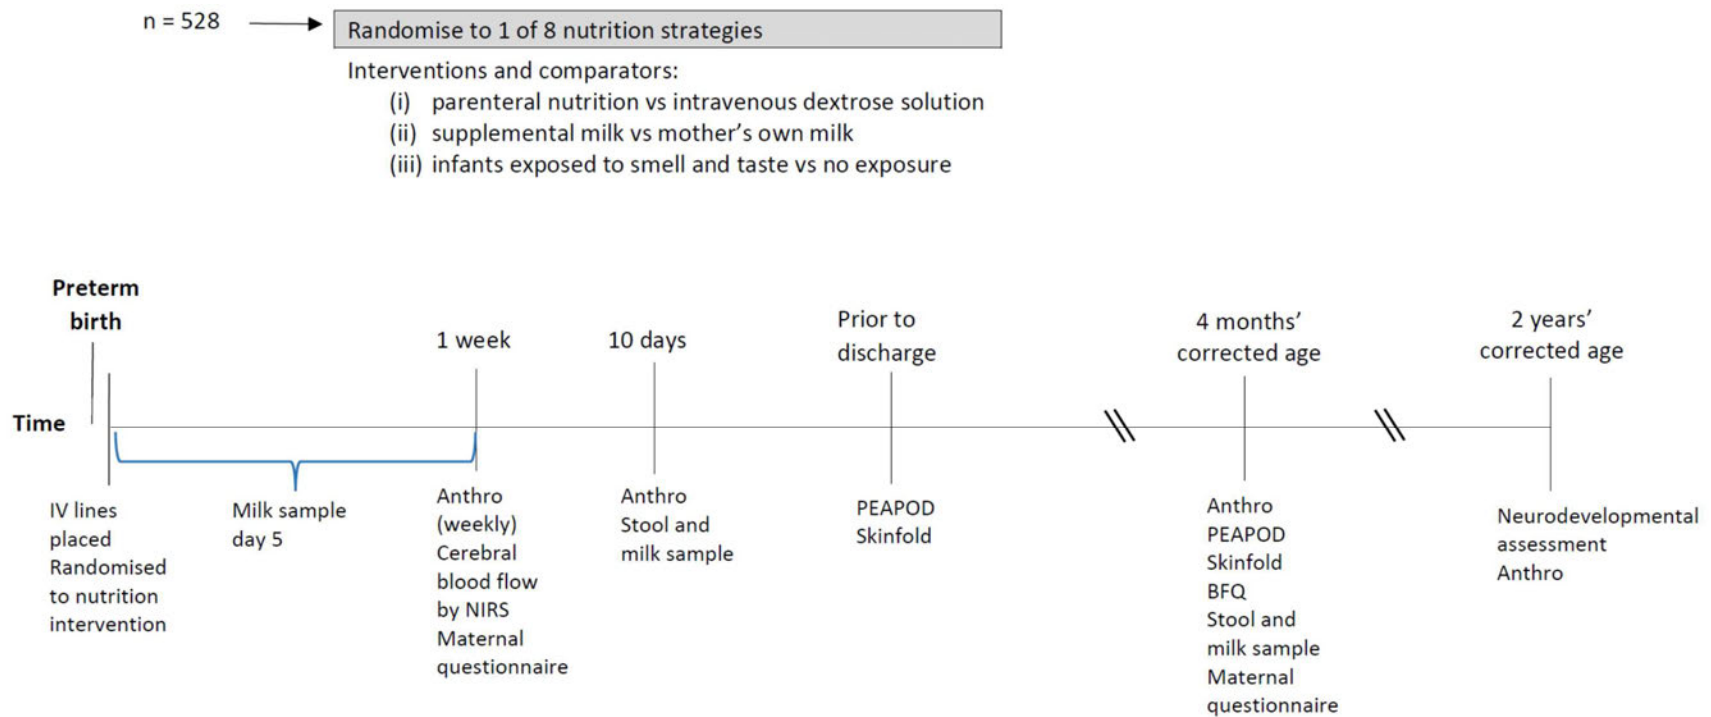 n = 528
Randomise to 1 of 8 nutrition strategies
Interventions and comparators:
(i) parenteral nutrition vs intravenous dextrose solution
(ii) supplemental milk vs mother's own milk
(iii) infants exposed to smell and taste vs no exposure
Preterm
birth
1 week
10 days
Prior to
discharge
4 months'
corrected age
2 years'
corrected age
Time
IV lines
placed
Randomised
to nutrition
intervention
Milk sample
day 5
Anthro
(weekly)
Cerebral
blood flow
by NIRS
Maternal
questionnaire
Anthro
Stool and
milk sample
PEAPOD
Skinfold
Anthro
PEAPOD
Skinfold
BFQ
Stool and
milk sample
Maternal
questionnaire
Neurodevelopmental
assessment
Anthro